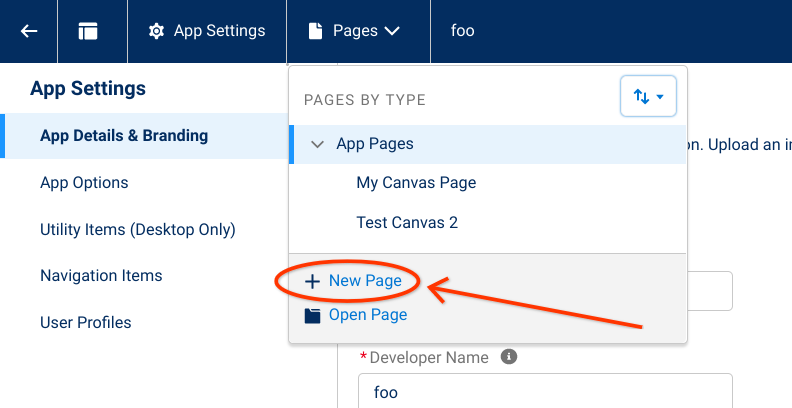 App Settings
Pages
foo
App Settings
App Details & Branding
App Options
Utility Items (Desktop Only)
Navigation Items
User Profiles
PAGES BY TYPE
App Pages
My Canvas Page
Test Canvas 2
New Page
Open Page
on. Upload an in
*Developer Name
foo